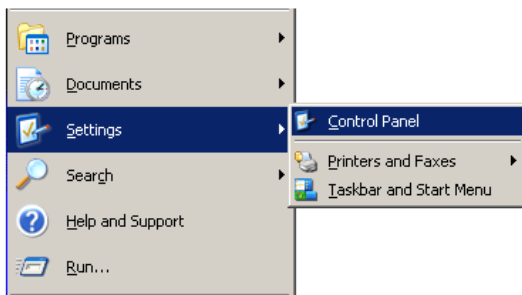 Programs
Documents
Settings
Search
Help and Support
Run...
Control Panel
Printers and Faxes
Taskbar and Start Menu